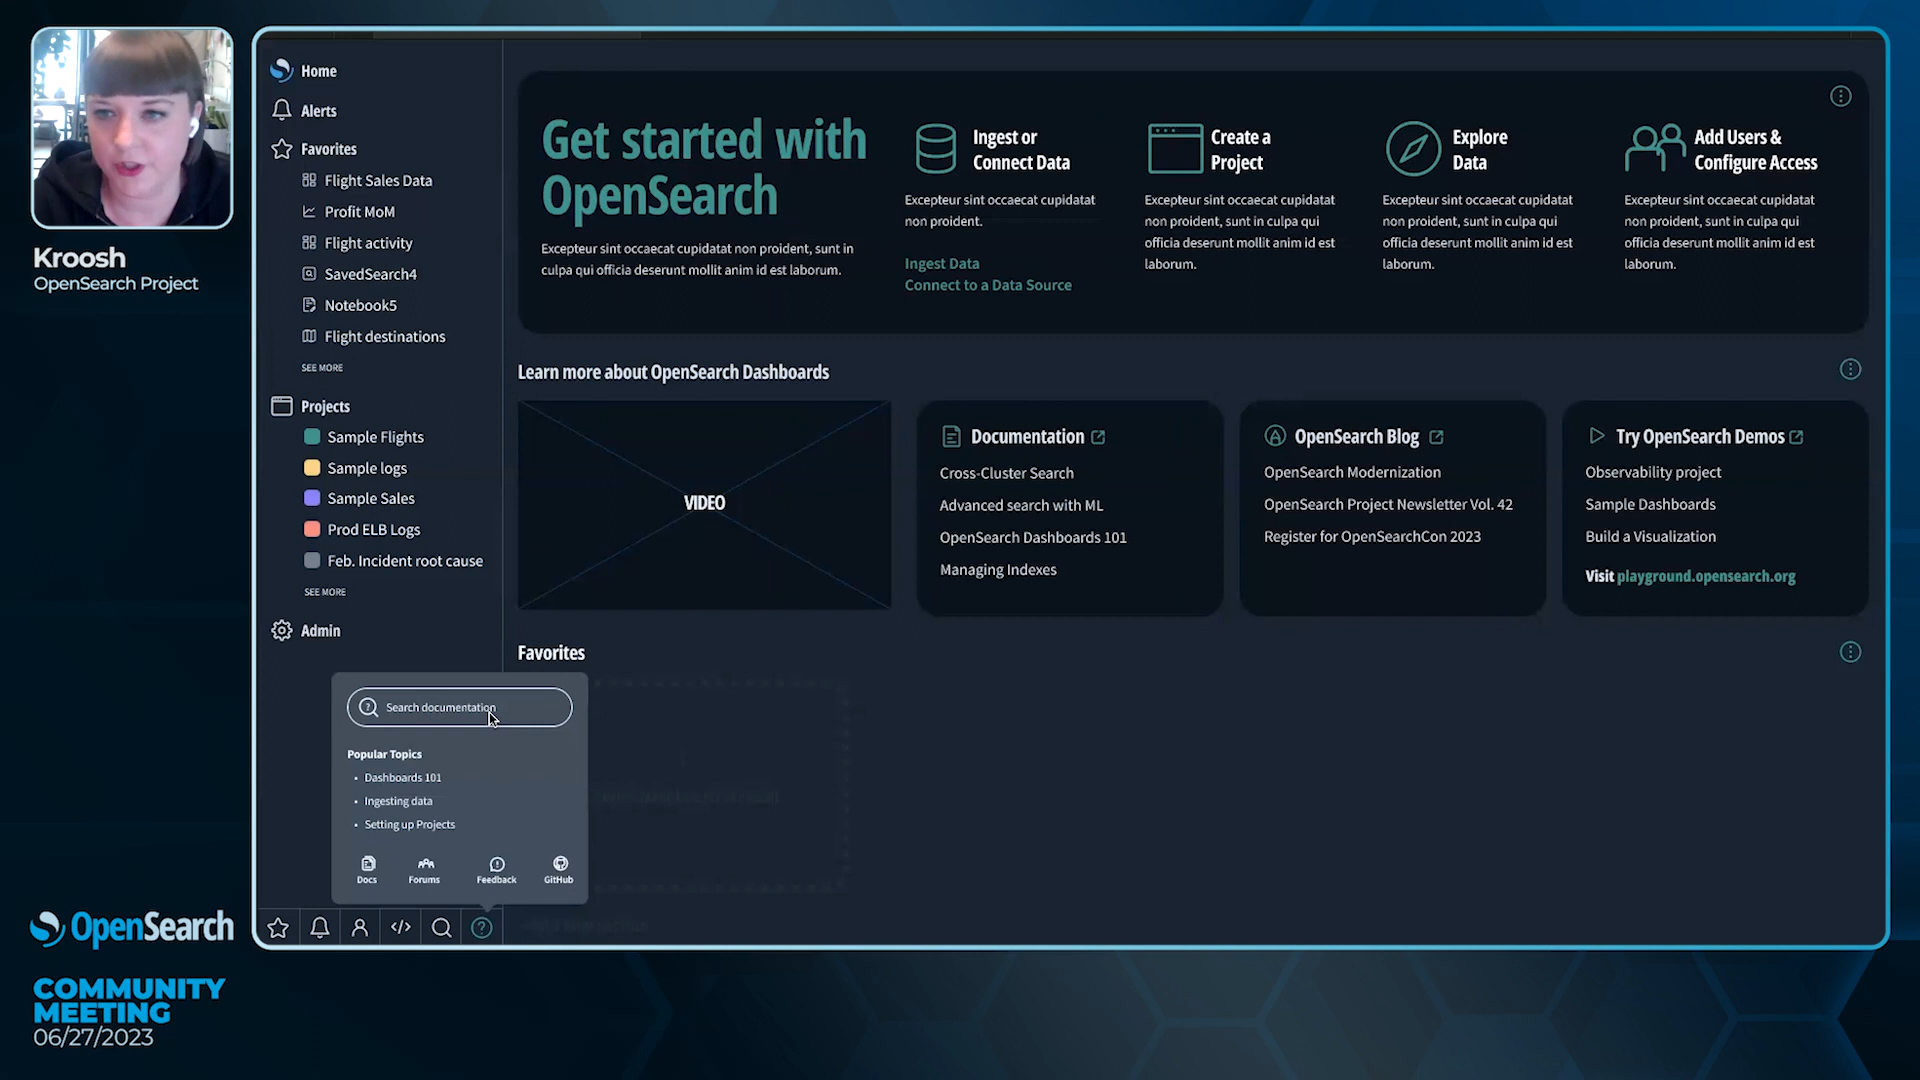 Kroosh
OpenSearch Project
OpenSearch
COMMUNITY
MEETING
06/27/2023
Home
Alerts
Favorites
Flight Sales Data
Profit MoM
Flight activity
SavedSearch4
Notebook5
Flight destinations
SEE MORE
Projects
Sample Flights
Sample logs
Sample Sales
Prod ELB Logs
Feb. Incident root cause
SEE MORE
Admin
Search documentation
Popular Topics
Dashboards 101
Ingesting data
Setting up Projects
Docs
Forums
Feedback
GitHub
Get started with
OpenSearch
Excepteur sint occaecat cupidatat non proident, sunt in
culpa qui officia deserunt mollit anim id est laborum.
Ingest or
Connect Data
Excepteur sint occaecat cupidatat
non proident.
Ingest Data
Connect to a Data Source
Create a
Project
Excepteur sint occaecat cupidatat
non proident, sunt in culpa qui
officia deserunt mollit anim id est
laborum.
Explore
Data
Excepteur sint occaecat cupidatat
non proident, sunt in culpa qui
officia deserunt mollit anim id est
laborum.
Add Users &
Configure Access
Excepteur sint occaecat cupidatat
non proident, sunt in culpa qui
officia deserunt mollit anim id est
laborum.
Learn more about OpenSearch Dashboards
VIDEO
Documentation
Cross-Cluster Search
Advanced search with ML
OpenSearch Dashboards 101
Managing Indexes
OpenSearch Blog
OpenSearch Modernization
OpenSearch Project Newsletter Vol. 42
Register for OpenSearchCon 2023
Try OpenSearch Demos
Observability project
Sample Dashboards
Build a Visualization
Visit playground.opensearch.org
Favorites